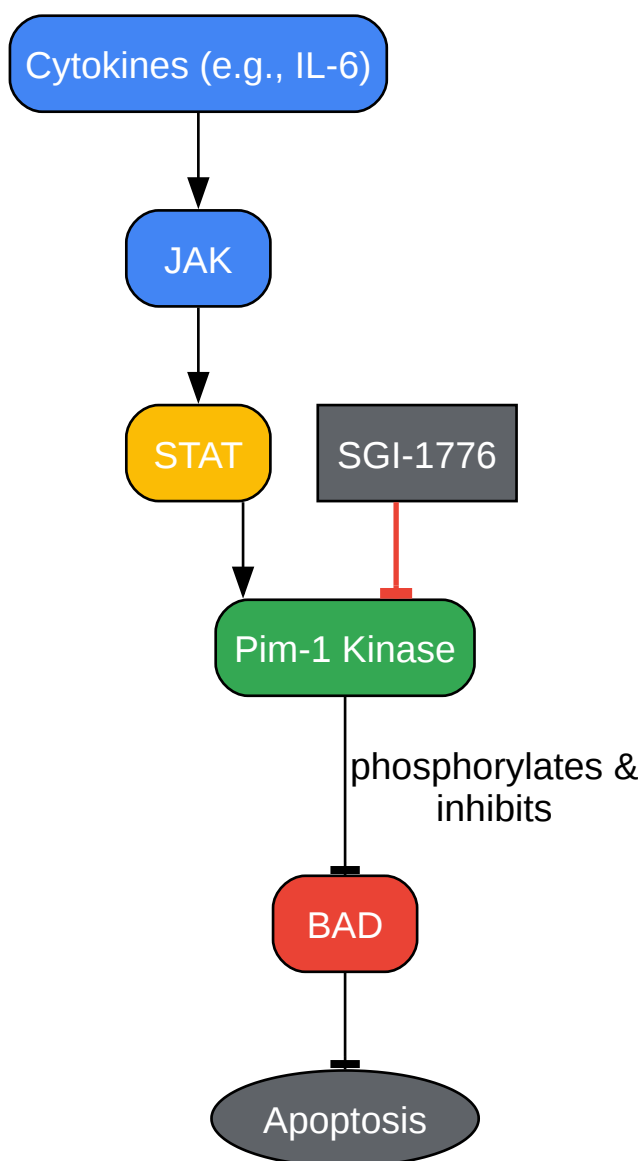 Cytokines (e.g., IL-6)
JAK
STAT
SGI-1776
Pim-1 Kinase
phosphorylates &
inhibits
BAD
Apoptosis